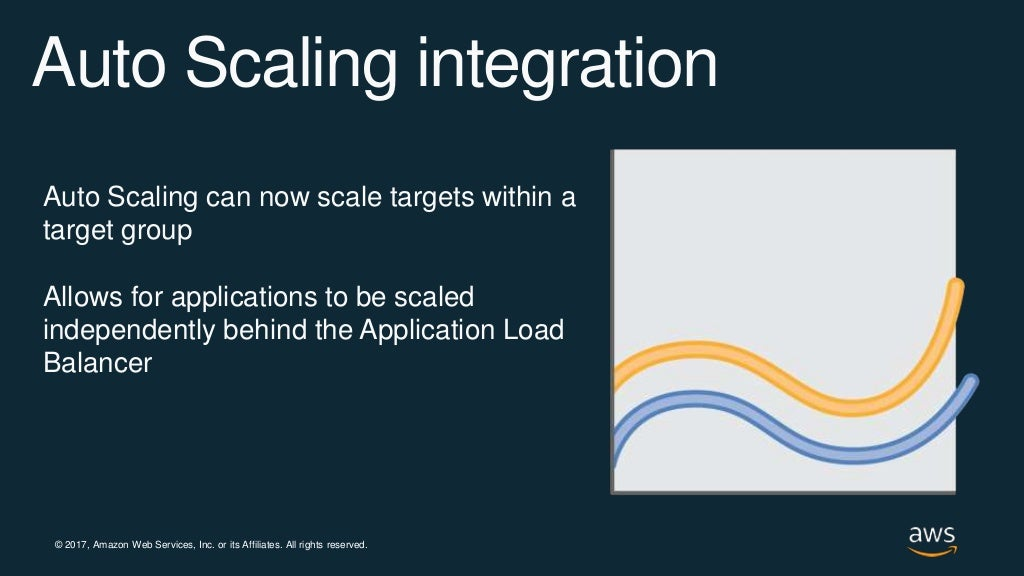 Auto Scaling integration
Auto Scaling can now scale targets within a
target group
Allows for applications to be scaled
independently behind the Application Load
Balancer
© 2017, Amazon Web Services, Inc. or its Affiliates. All rights reserved.
aws